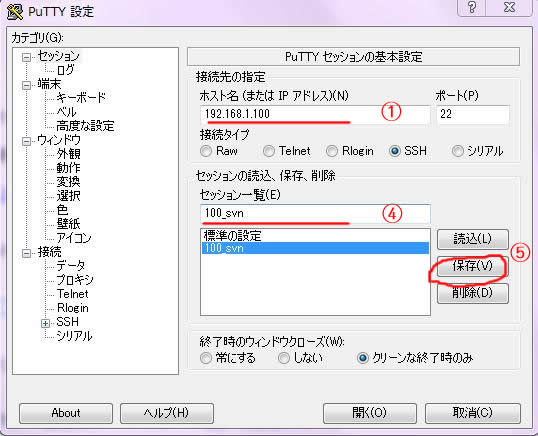 PuTTY 設定
カテゴリ(G):
セッション
ログ
端末
キーボード
ベル
高度な設定
ウィンドウ
外観
動作
変換
選択
色
壁紙
アイコン
接続
データ
プロキシ
Telnet
Rlogin
SSH
シリアル
PuTTY セッションの基本設定
接続先の指定
ホスト名 (または IP アドレス)(N) ポート(P)
192.168.1.100 ① 22
接続タイプ
Raw Telnet Rlogin SSH シリアル
セッションの読込、保存、削除
セッション一覧(E)
100_svn ④
標準の設定
100_svn
読込(L)
⑤
保存(V)
削除(D)
終了時のウィンドウクローズ(W):
常にする しない クリーンな終了時のみ
About ヘルプ(H) 開く(O) 取消(C)